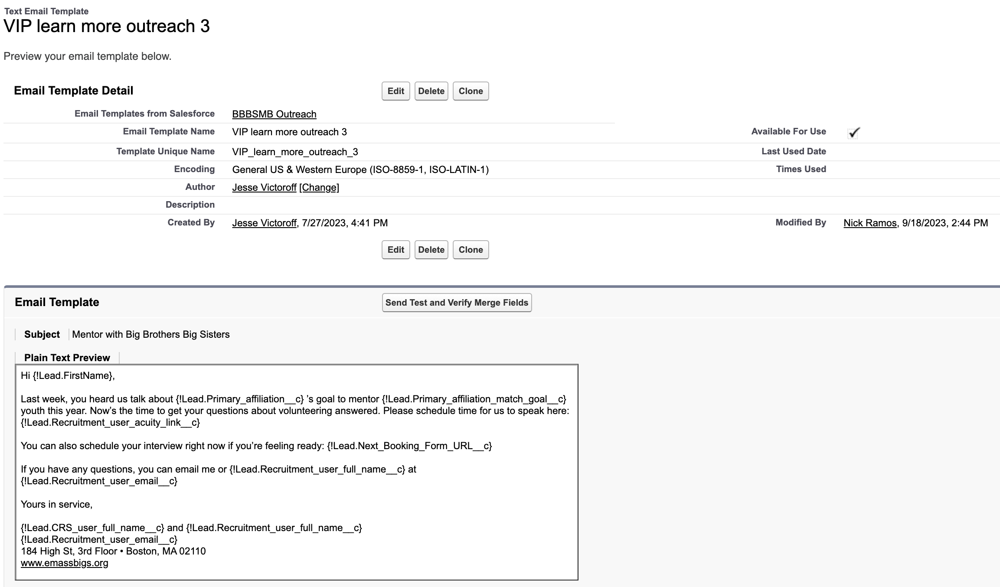 Text Email Template
VIP learn more outreach 3
Preview your email template below.
Email Template Detail
Edit Delete Clone
Email Templates from Salesforce BBBSMB Outreach
Email Template Name VIP learn more outreach 3 Available For Use
Template Unique Name VIP_learn_more_outreach_3 Last Used Date
Encoding General US & Western Europe (ISO-8859-1, ISO-LATIN-1) Times Used
Author Jesse Victoroff [Change]
Description
Created By Jesse Victoroff, 7/27/2023, 4:41 PM Modified By Nick Ramos, 9/18/2023, 2:44 PM
Edit Delete Clone
Email Template Send Test and Verify Merge Fields
Subject Mentor with Big Brothers Big Sisters
Plain Text Preview
Hi {!Lead.FirstName},
Last week, you heard us talk about {!Lead.Primary_affiliation__c} ’s goal to mentor {!Lead.Primary_affiliation_match_goal__c}
youth this year. Now’s the time to get your questions about volunteering answered. Please schedule time for us to speak here:
{!Lead.Recruitment_user_acuity_link__c}
You can also schedule your interview right now if you’re feeling ready: {!Lead.Next_Booking_Form_URL__c}
If you have any questions, you can email me or {!Lead.Recruitment_user_full_name__c} at
{!Lead.Recruitment_user_email__c}
Yours in service,
{!Lead.CRS_user_full_name__c} and {!Lead.Recruitment_user_full_name__c}
{!Lead.Recruitment_user_email__c}
184 High St, 3rd Floor • Boston, MA 02110
www.emassbigs.org